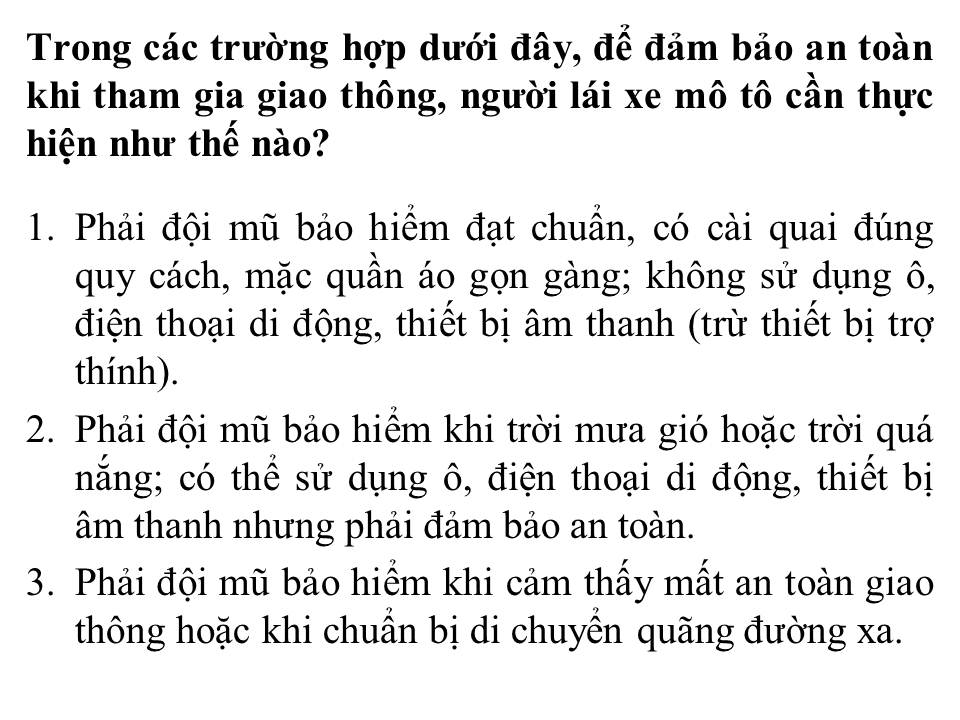 Trong các trường hợp dưới đây, để đảm bảo an toàn
khi tham gia giao thông, người lái xe mô tô cần thực
hiện như thế nào?
1. Phải đội mũ bảo hiểm đạt chuẩn, có cài quai đúng
quy cách, mặc quần áo gọn gàng; không sử dụng ô,
điện thoại di động, thiết bị âm thanh (trừ thiết bị trợ
thính).
2. Phải đội mũ bảo hiểm khi trời mưa gió hoặc trời quá
nắng; có thể sử dụng ô, điện thoại di động, thiết bị
âm thanh nhưng phải đảm bảo an toàn.
3. Phải đội mũ bảo hiểm khi cảm thấy mất an toàn giao
thông hoặc khi chuẩn bị di chuyển quãng đường xa.